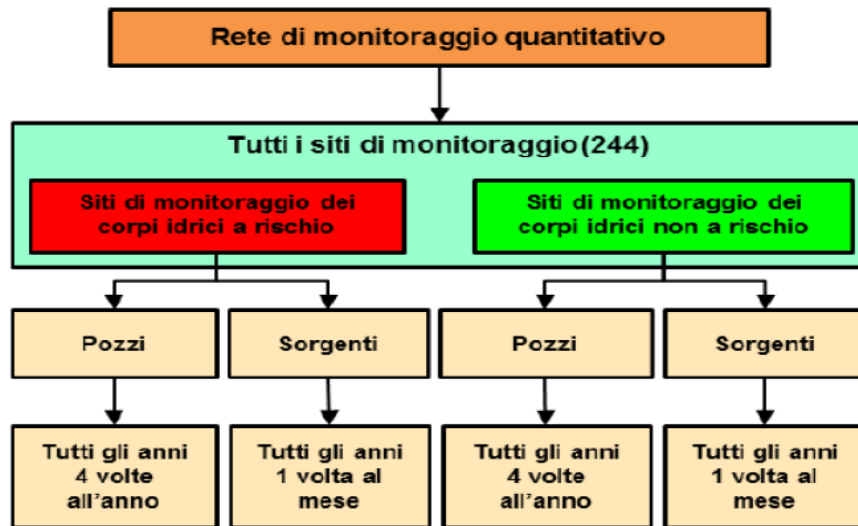 Rete di monitoraggio quantitativo
Tutti i siti di monitoraggio (244)
Siti di monitoraggio dei
corpi idrici a rischio
Siti di monitoraggio dei
corpi idrici non a rischio
Pozzi
Sorgenti
Pozzi
Sorgenti
Tutti gli anni
4 volte
all'anno
Tutti gli anni
1 volta al
mese
Tutti gli anni
4 volte
all'anno
Tutti gli anni
1 volta al
mese